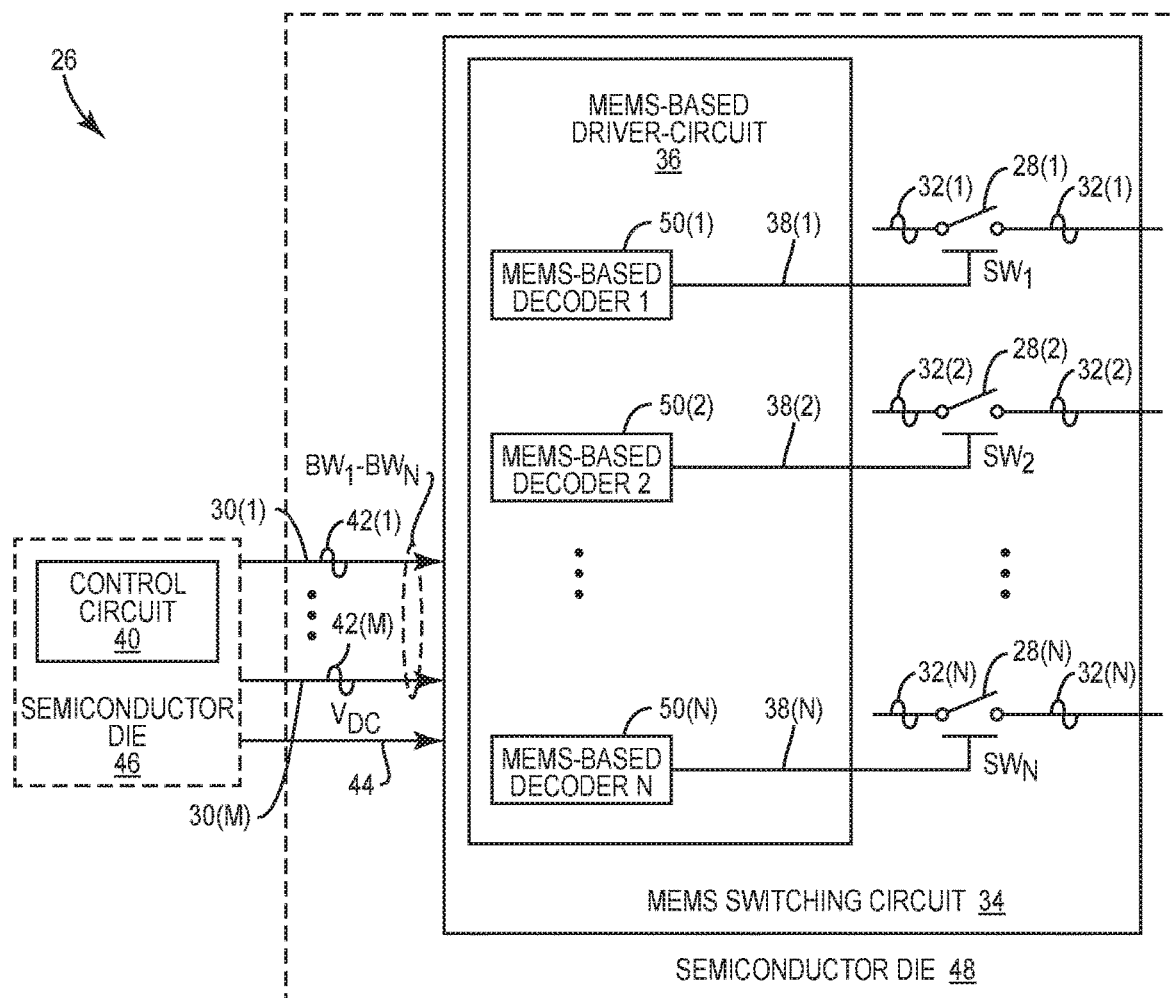 26
MEMS-BASED
DRIVER-CIRCUIT
36
32(1)
28(1)
32(1)
50(1)
38(1)
MEMS-BASED
DECODER 1
SW1
32(2)
28(2)
32(2)
50(2)
38(2)
MEMS-BASED
DECODER 2
SW2
BW1-BWN
30(1)
42(1)
CONTROL
CIRCUIT
40
42(M)
SEMICONDUCTOR
DIE
46
VDC
44
30(M)
32(N)
28(N)
32(N)
50(N)
38(N)
MEMS-BASED
DECODER N
SWN
MEMS SWITCHING CIRCUIT 34
SEMICONDUCTOR DIE 48